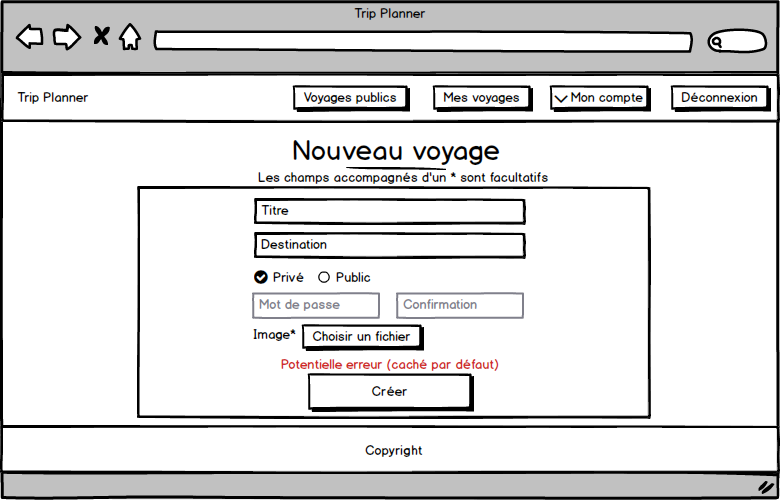 Trip Planner
Trip Planner Voyages publics Mes voyages Mon compte Déconnexion
Nouveau voyage
Les champs accompagnés d'un * sont facultatifs
Titre
Destination
Privé Public
Mot de passe Confirmation
Image* Choisir un fichier
Potentielle erreur (caché par défaut)
Créer
Copyright